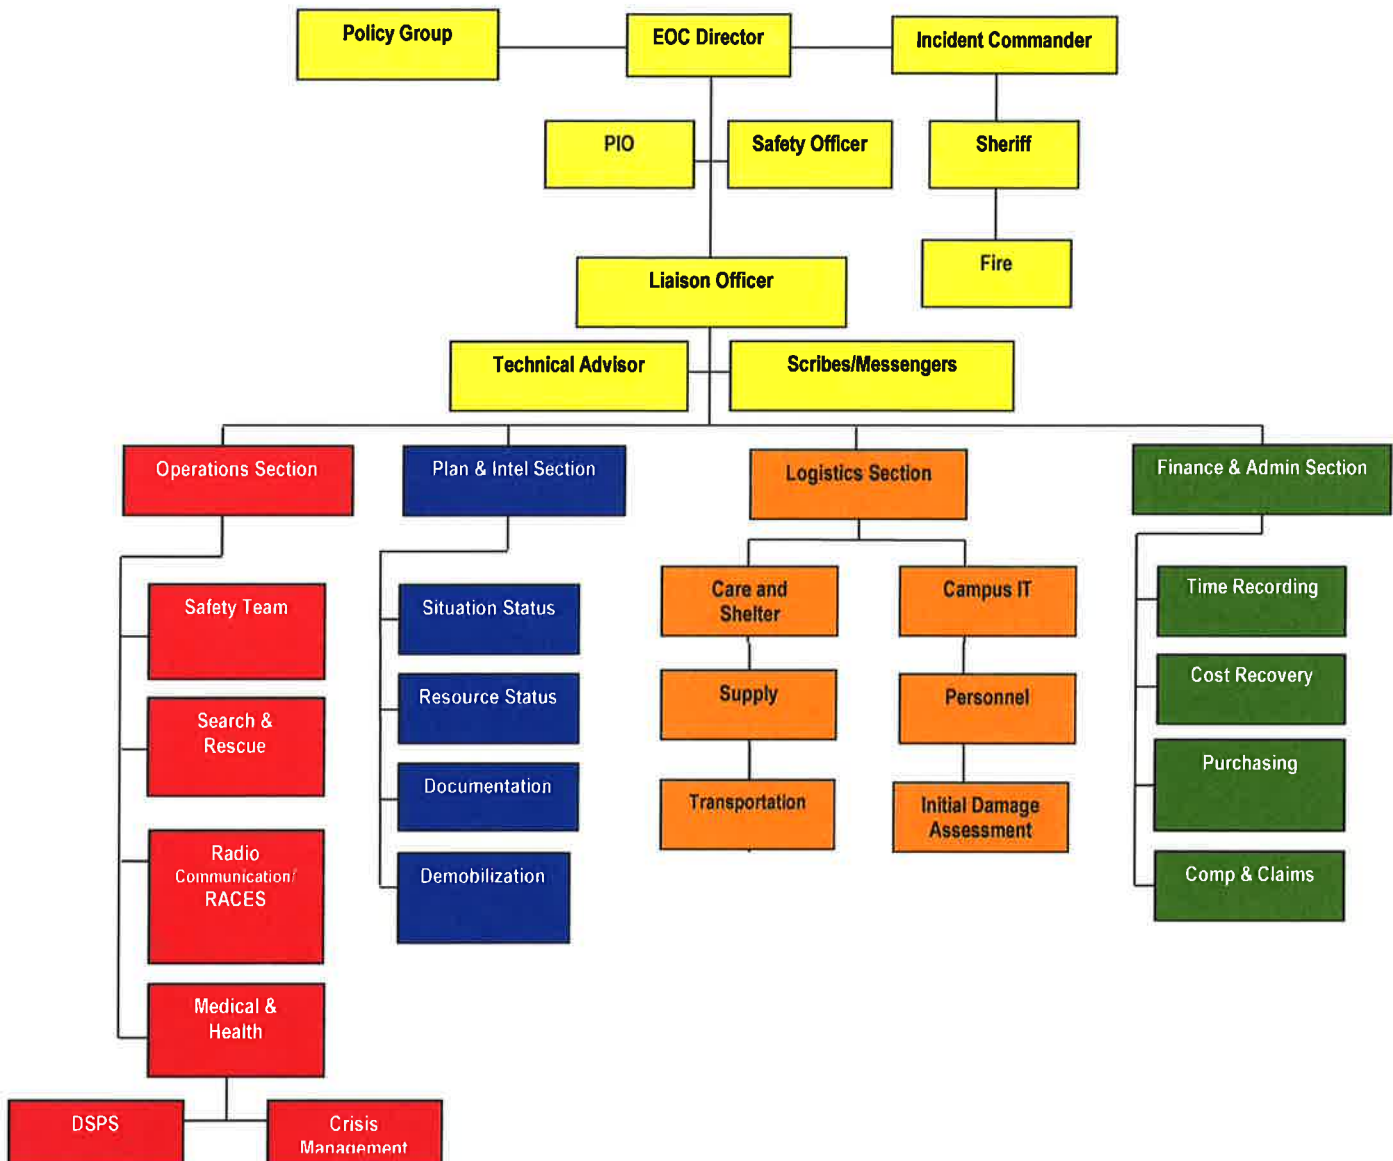 Policy Group
EOC Director
Incident Commander
PIO
Safety Officer
Sheriff
Fire
Liaison Officer
Technical Advisor
Scribes/Messengers
Operations Section
Plan & Intel Section
Logistics Section
Finance & Admin Section
Safety Team
Search &
Rescue
Radio
Communication/
RACES
Medical &
Health
DSPS
Crisis
Management
Situation Status
Resource Status
Documentation
Demobilization
Care and
Shelter
Supply
Transportation
Campus IT
Personnel
Initial Damage
Assessment
Time Recording
Cost Recovery
Purchasing
Comp & Claims